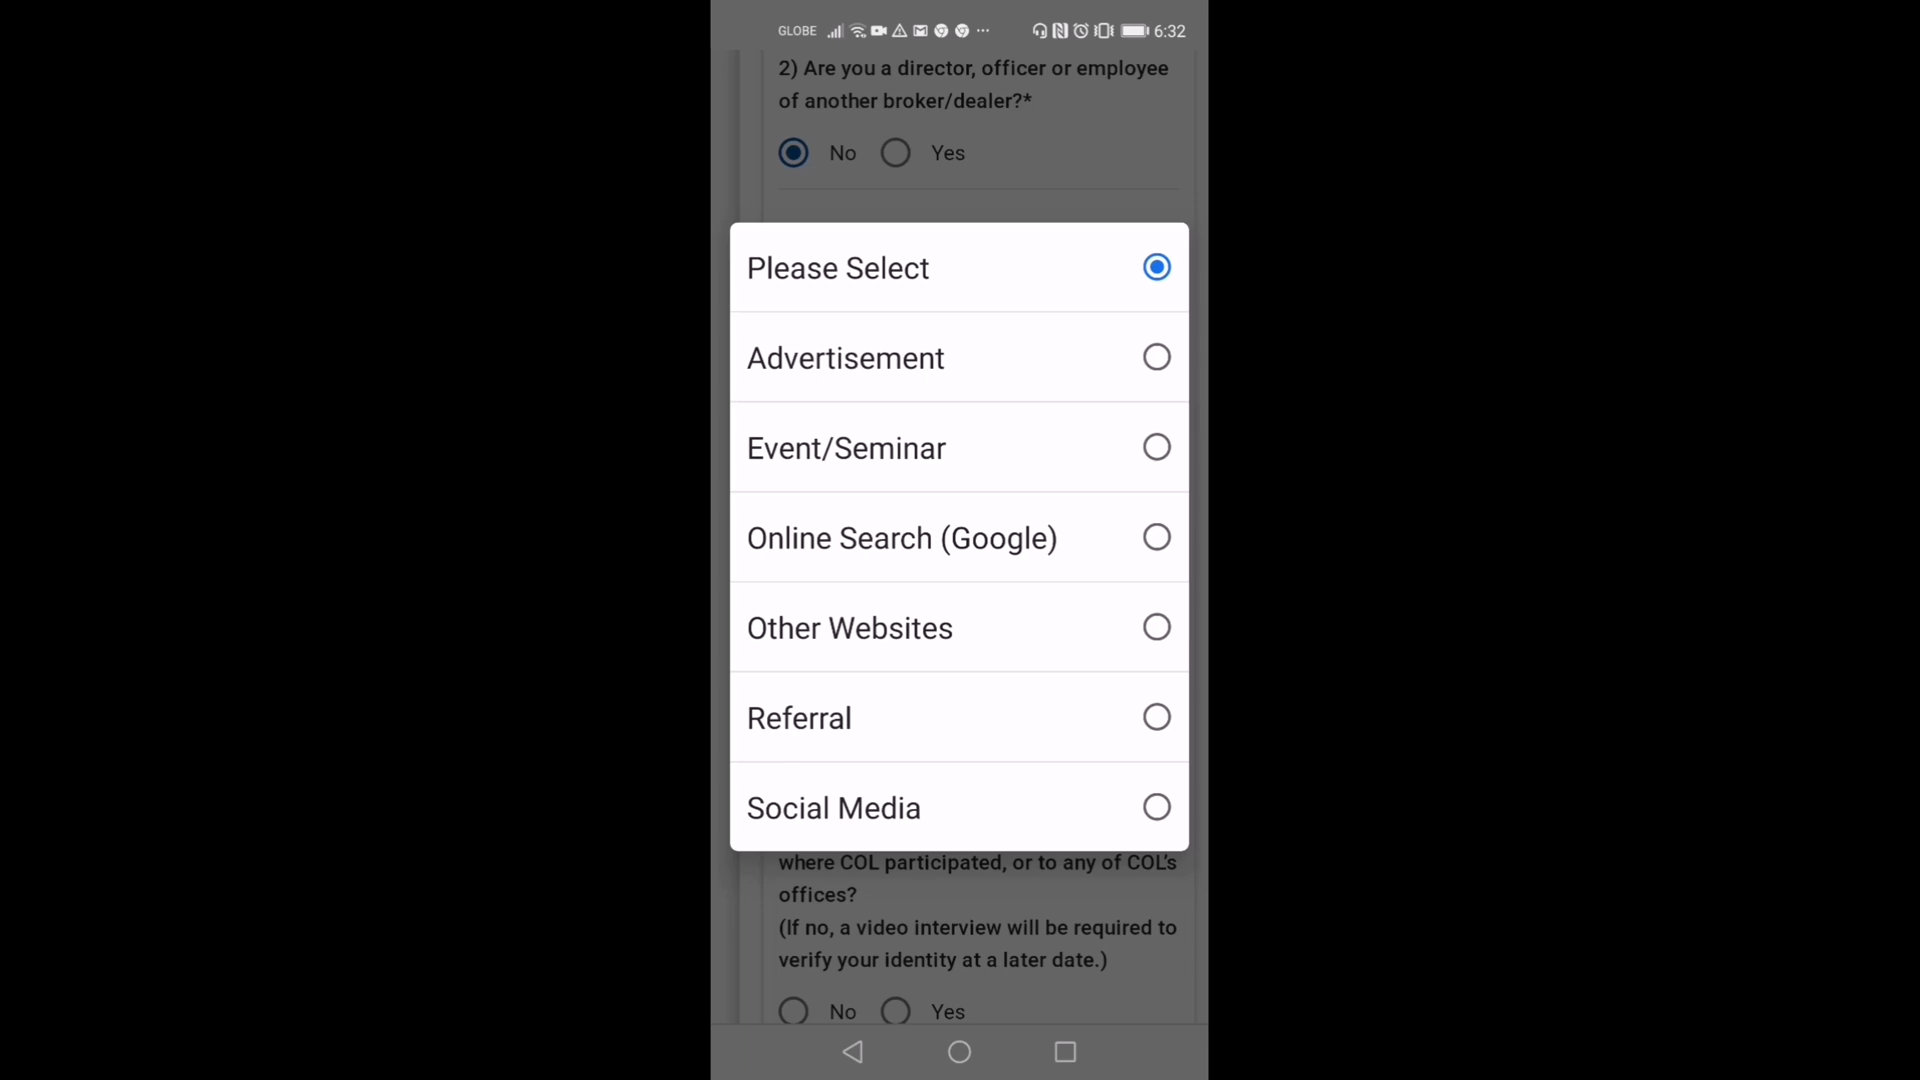 GLOBE 6:32
2) Are you a director, officer or employee
of another broker/dealer?*
No Yes
Please Select
Advertisement
Event/Seminar
Online Search (Google)
Other Websites
Referral
Social Media
where COL participated, or to any of COL's
offices?
(If no, a video interview will be required to
verify your identity at a later date.)
No Yes